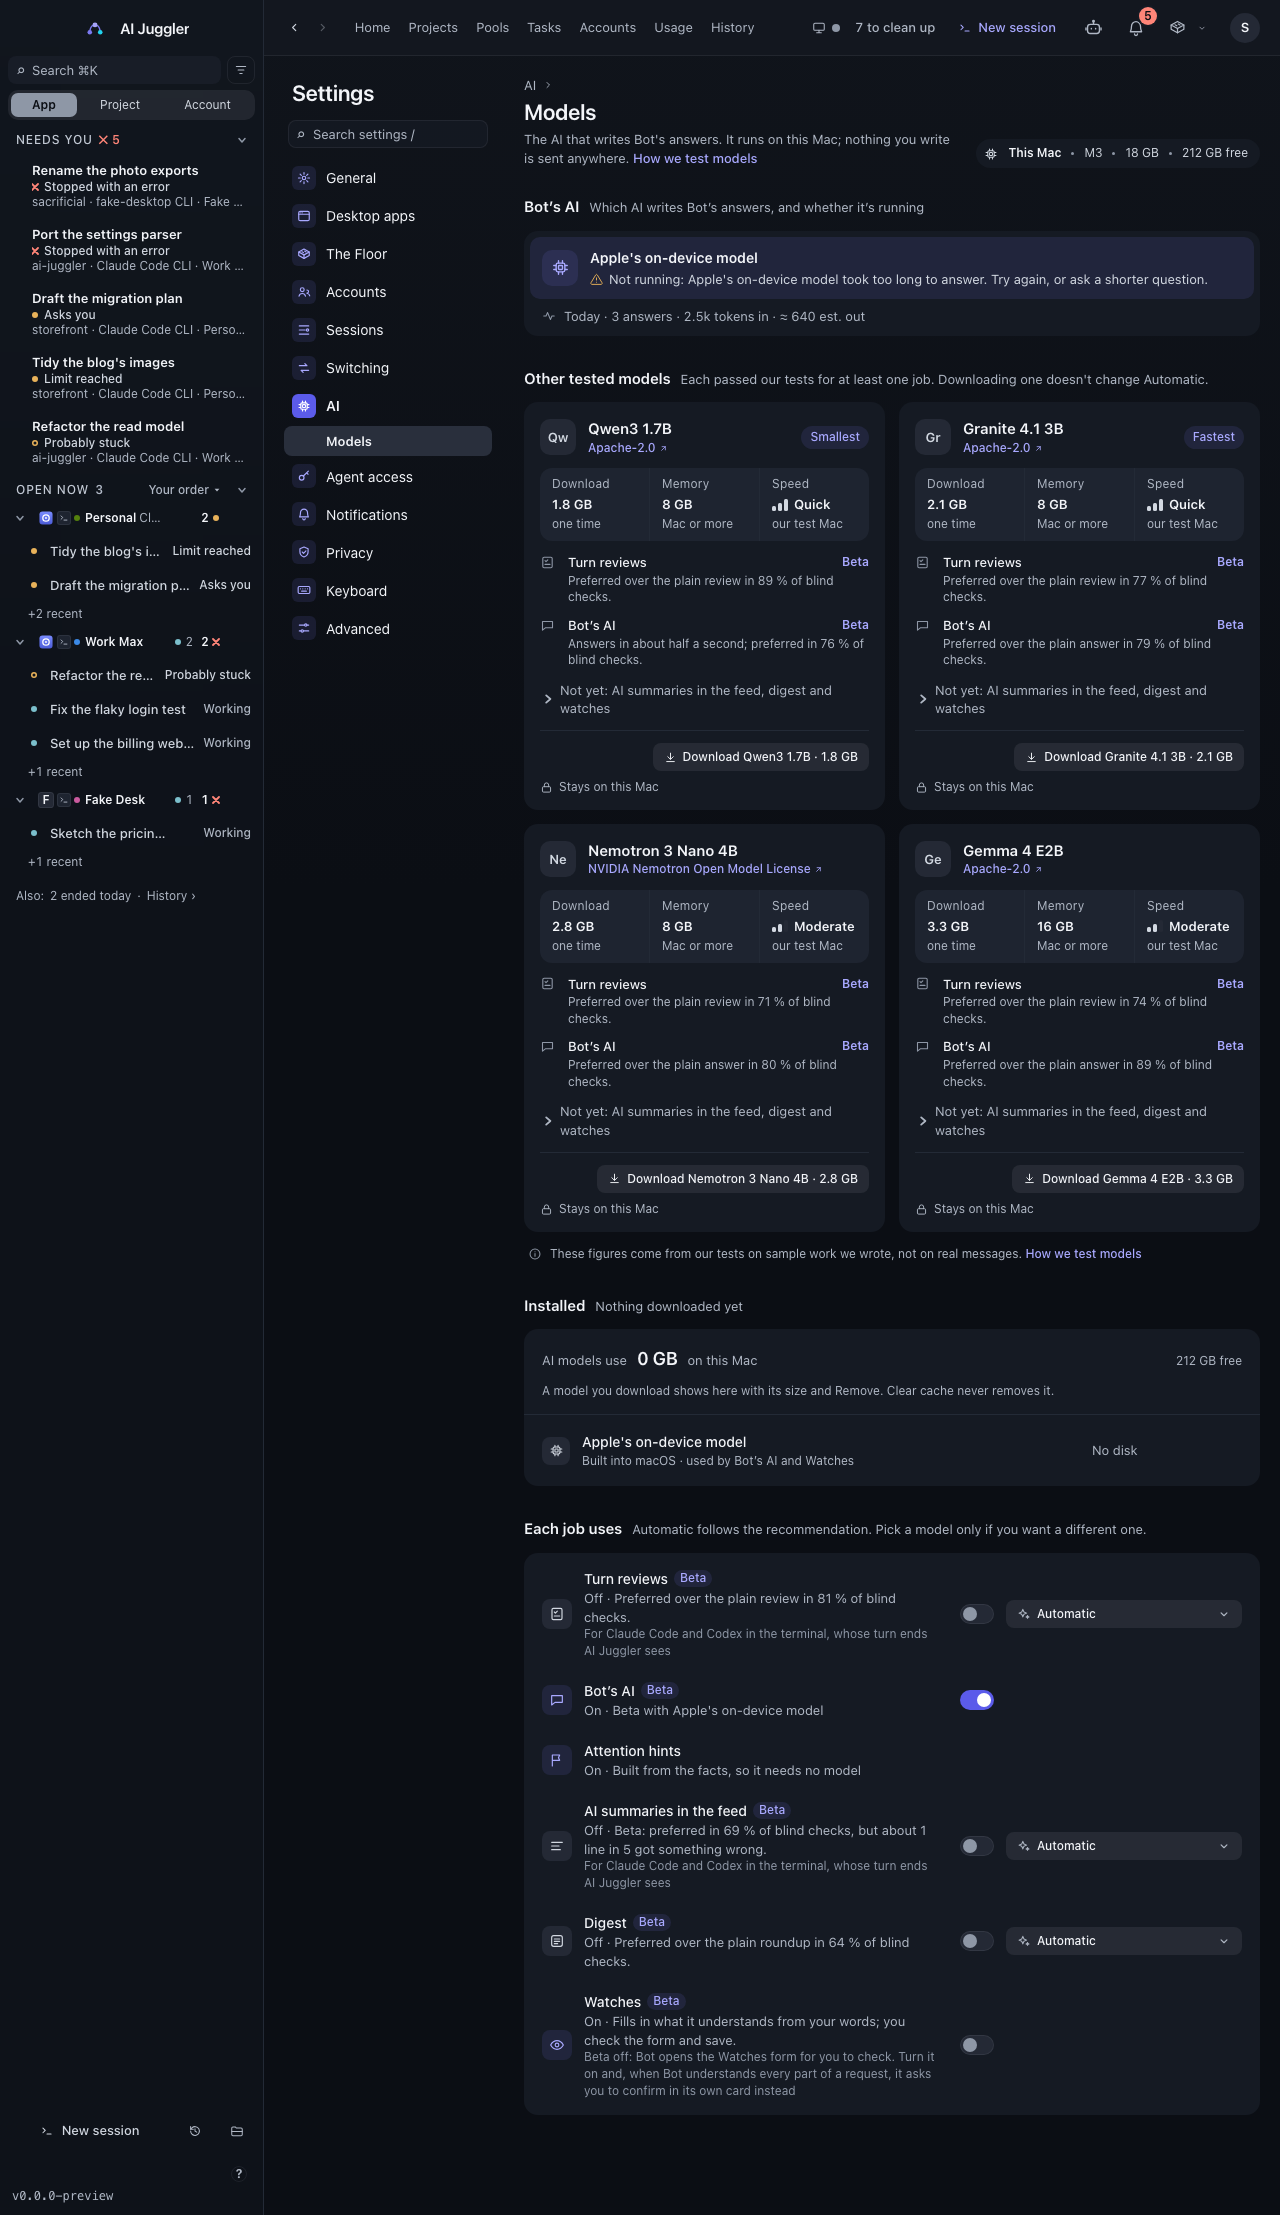 AI Juggler
Search ⌘K
App Project Account
NEEDS YOU 5
Rename the photo exports
Stopped with an error
sacrificial · fake-desktop CLI · Fake ...
Port the settings parser
Stopped with an error
ai-juggler · Claude Code CLI · Work ...
Draft the migration plan
Asks you
storefront · Claude Code CLI · Perso...
Tidy the blog's images
Limit reached
storefront · Claude Code CLI · Perso...
Refactor the read model
Probably stuck
ai-juggler · Claude Code CLI · Work ...
OPEN NOW 3 Your order
Personal Cl... 2
Tidy the blog's i... Limit reached
Draft the migration p... Asks you
+2 recent
Work Max 2 2
Refactor the re... Probably stuck
Fix the flaky login test Working
Set up the billing web... Working
+1 recent
F Fake Desk 1 1
Sketch the pricin... Working
+1 recent
Also: 2 ended today · History ›
New session
?
v0.0.0-preview
Home Projects Pools Tasks Accounts Usage History
7 to clean up
New session
5
S
Settings
Search settings /
General
Desktop apps
The Floor
Accounts
Sessions
Switching
AI
Models
Agent access
Notifications
Privacy
Keyboard
Advanced
AI ›
Models
The AI that writes Bot's answers. It runs on this Mac; nothing you write
is sent anywhere. How we test models
This Mac • M3 • 18 GB • 212 GB free
Bot’s AI Which AI writes Bot’s answers, and whether it’s running
Apple's on-device model
Not running: Apple's on-device model took too long to answer. Try again, or ask a shorter question.
Today · 3 answers · 2.5k tokens in · ≈ 640 est. out
Other tested models Each passed our tests for at least one job. Downloading one doesn't change Automatic.
Qw Qwen3 1.7B
Apache-2.0 ↗
Smallest
Download Memory Speed
1.8 GB 8 GB Quick
one time Mac or more our test Mac
Turn reviews Beta
Preferred over the plain review in 89 % of blind
checks.
Bot’s AI Beta
Answers in about half a second; preferred in 76 % of
blind checks.
Not yet: AI summaries in the feed, digest and
watches
Download Qwen3 1.7B · 1.8 GB
Stays on this Mac
Gr Granite 4.1 3B
Apache-2.0 ↗
Fastest
Download Memory Speed
2.1 GB 8 GB Quick
one time Mac or more our test Mac
Turn reviews Beta
Preferred over the plain review in 77 % of blind
checks.
Bot’s AI Beta
Preferred over the plain answer in 79 % of blind
checks.
Not yet: AI summaries in the feed, digest and
watches
Download Granite 4.1 3B · 2.1 GB
Stays on this Mac
Ne Nemotron 3 Nano 4B
NVIDIA Nemotron Open Model License ↗
Download Memory Speed
2.8 GB 8 GB Moderate
one time Mac or more our test Mac
Turn reviews Beta
Preferred over the plain review in 71 % of blind
checks.
Bot’s AI Beta
Preferred over the plain answer in 80 % of blind
checks.
Not yet: AI summaries in the feed, digest and
watches
Download Nemotron 3 Nano 4B · 2.8 GB
Stays on this Mac
Ge Gemma 4 E2B
Apache-2.0 ↗
Download Memory Speed
3.3 GB 16 GB Moderate
one time Mac or more our test Mac
Turn reviews Beta
Preferred over the plain review in 74 % of blind
checks.
Bot’s AI Beta
Preferred over the plain answer in 89 % of blind
checks.
Not yet: AI summaries in the feed, digest and
watches
Download Gemma 4 E2B · 3.3 GB
Stays on this Mac
These figures come from our tests on sample work we wrote, not on real messages. How we test models
Installed Nothing downloaded yet
AI models use 0 GB on this Mac 212 GB free
A model you download shows here with its size and Remove. Clear cache never removes it.
Apple's on-device model
Built into macOS · used by Bot’s AI and Watches
No disk
Each job uses Automatic follows the recommendation. Pick a model only if you want a different one.
Turn reviews Beta
Off · Preferred over the plain review in 81 % of blind
checks.
For Claude Code and Codex in the terminal, whose turn ends
AI Juggler sees
Automatic
Bot’s AI Beta
On · Beta with Apple's on-device model
Attention hints
On · Built from the facts, so it needs no model
AI summaries in the feed Beta
Off · Beta: preferred in 69 % of blind checks, but about 1
line in 5 got something wrong.
For Claude Code and Codex in the terminal, whose turn ends
AI Juggler sees
Automatic
Digest Beta
Off · Preferred over the plain roundup in 64 % of blind
checks.
Automatic
Watches Beta
On · Fills in what it understands from your words; you
check the form and save.
Beta off: Bot opens the Watches form for you to check. Turn it
on and, when Bot understands every part of a request, it asks
you to confirm in its own card instead